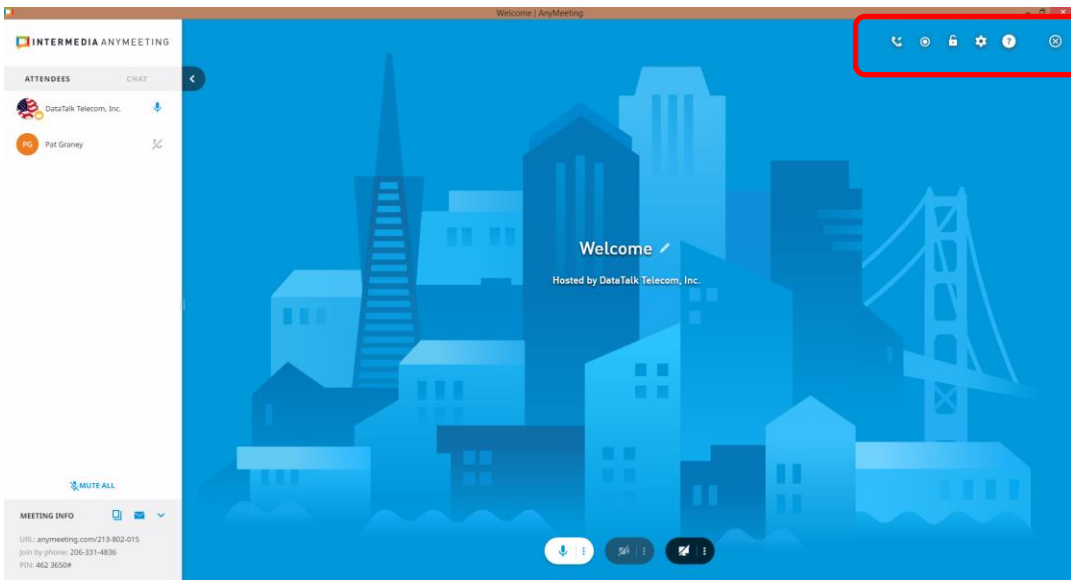 Welcome | AnyMeeting
INTERMEDIA ANYMEETING
ATTENDEES CHAT
DataTalk Telecom, Inc.
PG Pat Graney
MUTE ALL
MEETING INFO
URL: anymeeting.com/213-802-015
Join by phone: 206-331-4836
PIN: 462 3650#
Welcome
Hosted by DataTalk Telecom, Inc.
?